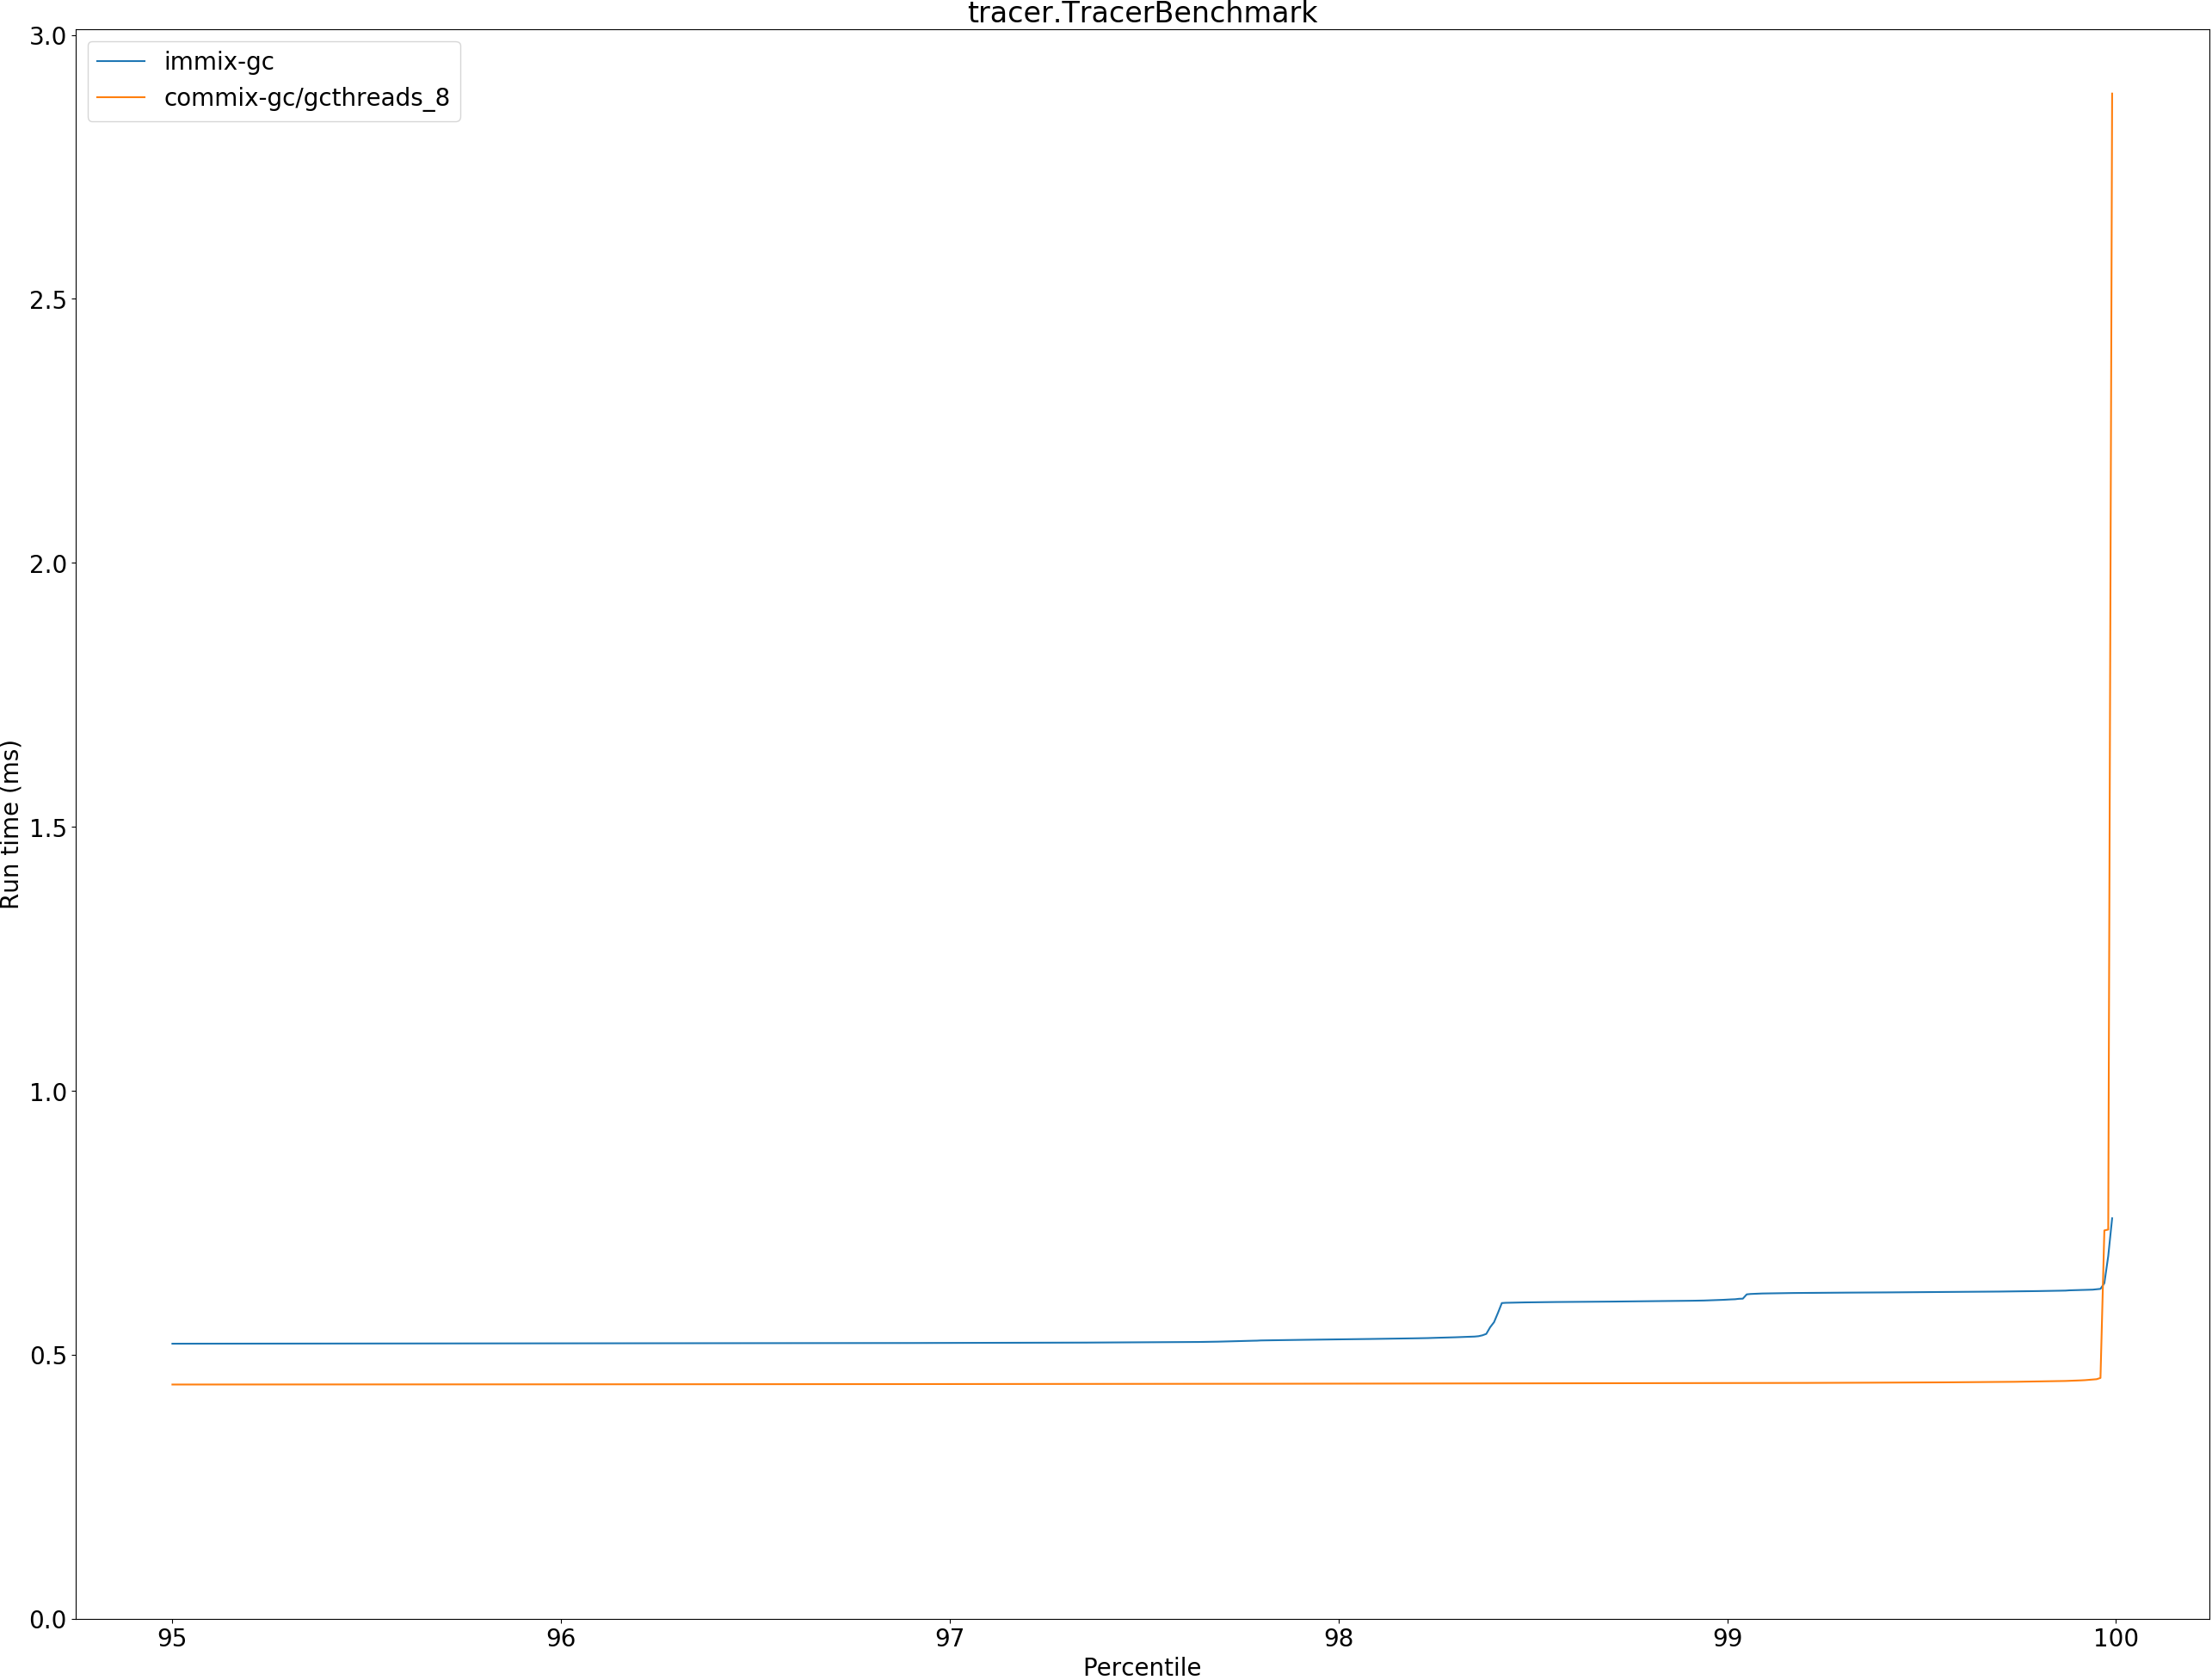 tracer.TracerBenchmark
immix-gc
commix-gc/gcthreads_8
3.0
2.5
2.0
1.5
1.0
0.5
0.0
Run time (ms)
95 96 97 98 99 100
Percentile